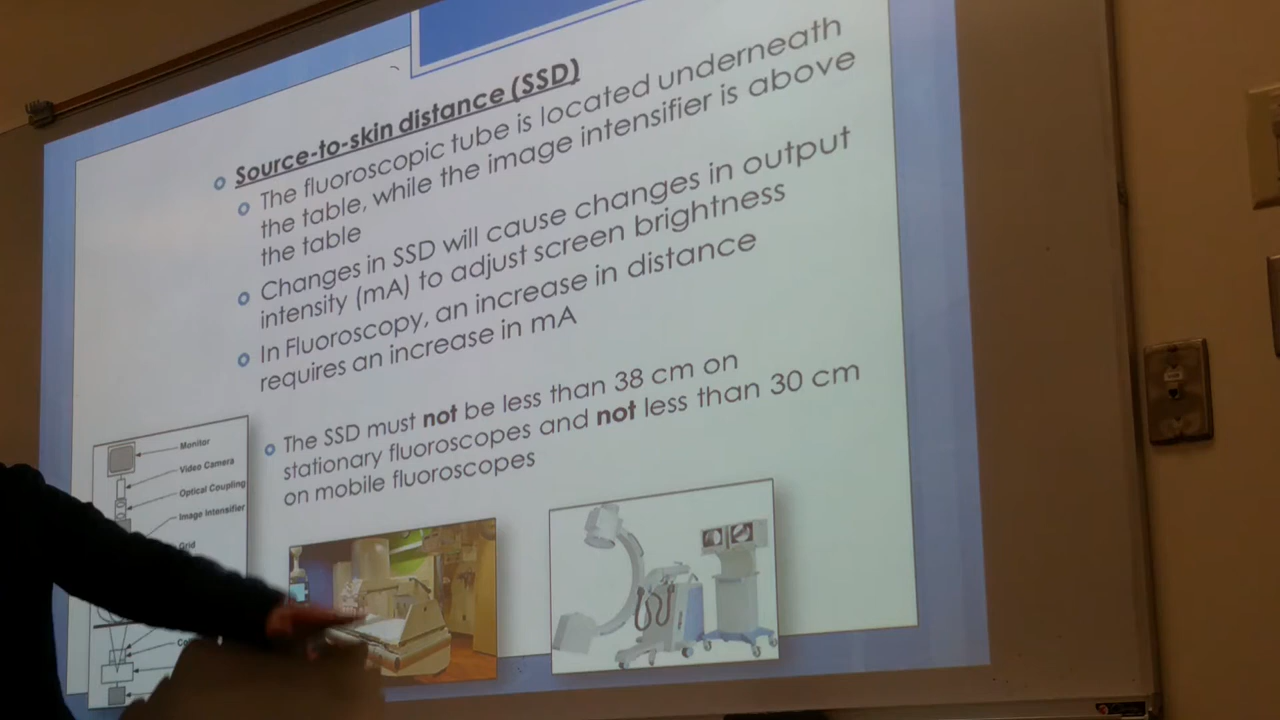 Source-to-skin distance (SSD)
The fluoroscopic tube is located underneath
the table, while the image intensifier is above
the table
Changes in SSD will cause changes in output
intensity (mA) to adjust screen brightness
In Fluoroscopy, an increase in distance
requires an increase in mA
The SSD must not be less than 38 cm on
stationary fluoroscopes and not less than 30 cm
on mobile fluoroscopes
Monitor
Video Camera
Optical Coupling
Image Intensifier
Grid